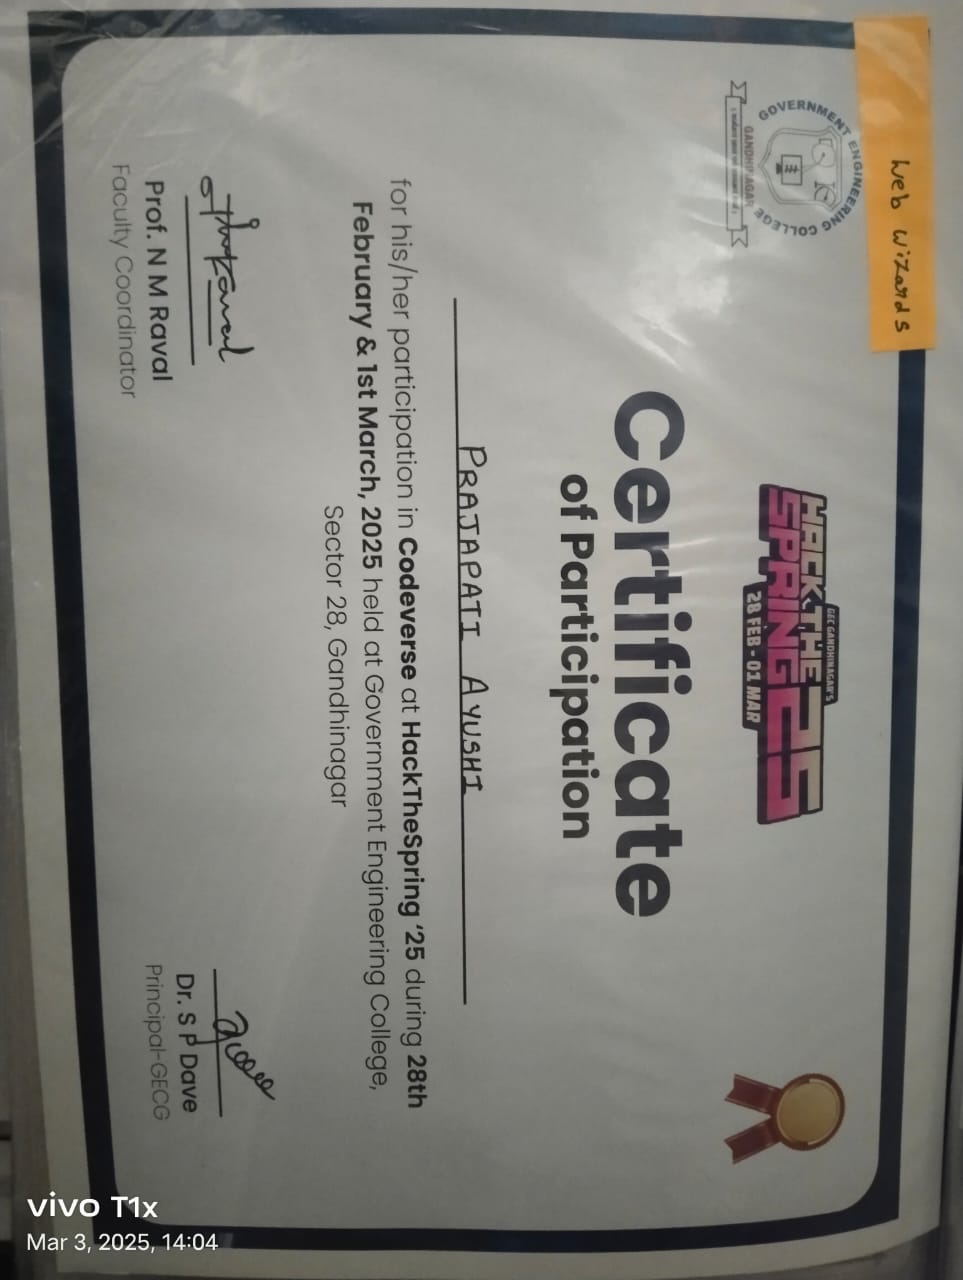 Web Wizards
GOVERNMENT ENGINEERING COLLEGE
GANDHINAGAR
GEC GANDHINAGAR'S
HACK THE
SPRING 25
28 FEB - 01 MAR
Certificate
of Participation
PRAJAPATI AYUSHI
for his/her participation in Codeverse at HackTheSpring ‘25 during 28th
February & 1st March, 2025 held at Government Engineering College,
Sector 28, Gandhinagar
Prof. N M Raval
Faculty Coordinator
Dr. S P Dave
Principal-GECG
vivo T1x
Mar 3, 2025, 14:04